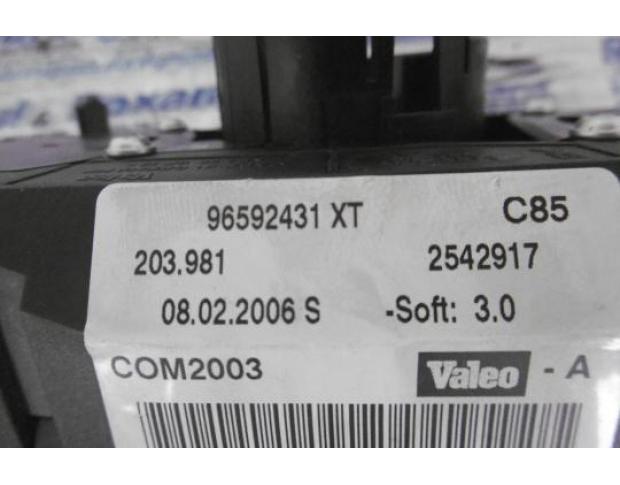 96592431 XT C85
203.981 2542917
08.02.2006 S -Soft: 3.0
COM2003 Valeo - A